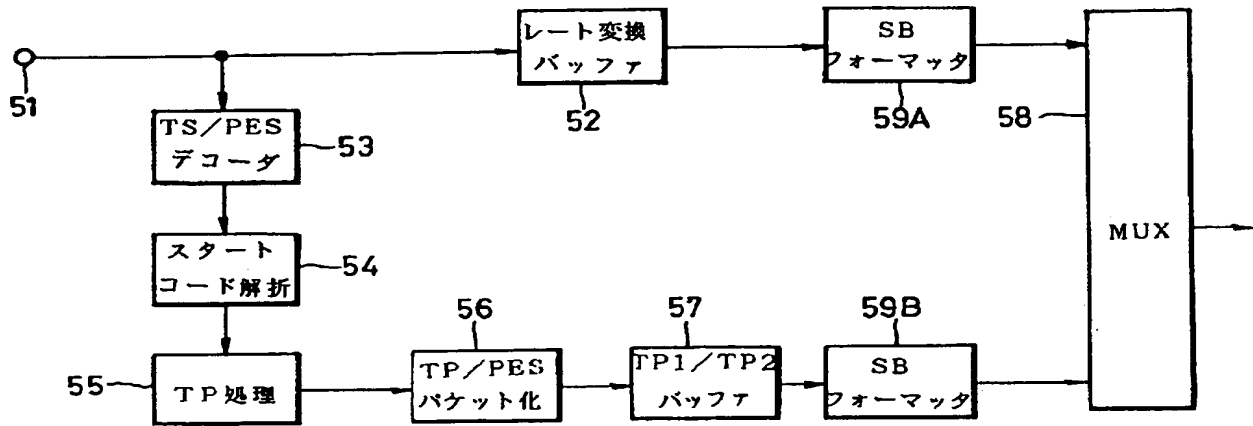 51
レート変換
バッファ
52
SB
フォーマッタ
59A
58
MUX
TS/PES
デコーダ
53
スタート
コード解折
54
55
TP処理
56
TP/PES
パケット化
57
TP1/TP2
バッファ
59B
SB
フォーマッタ